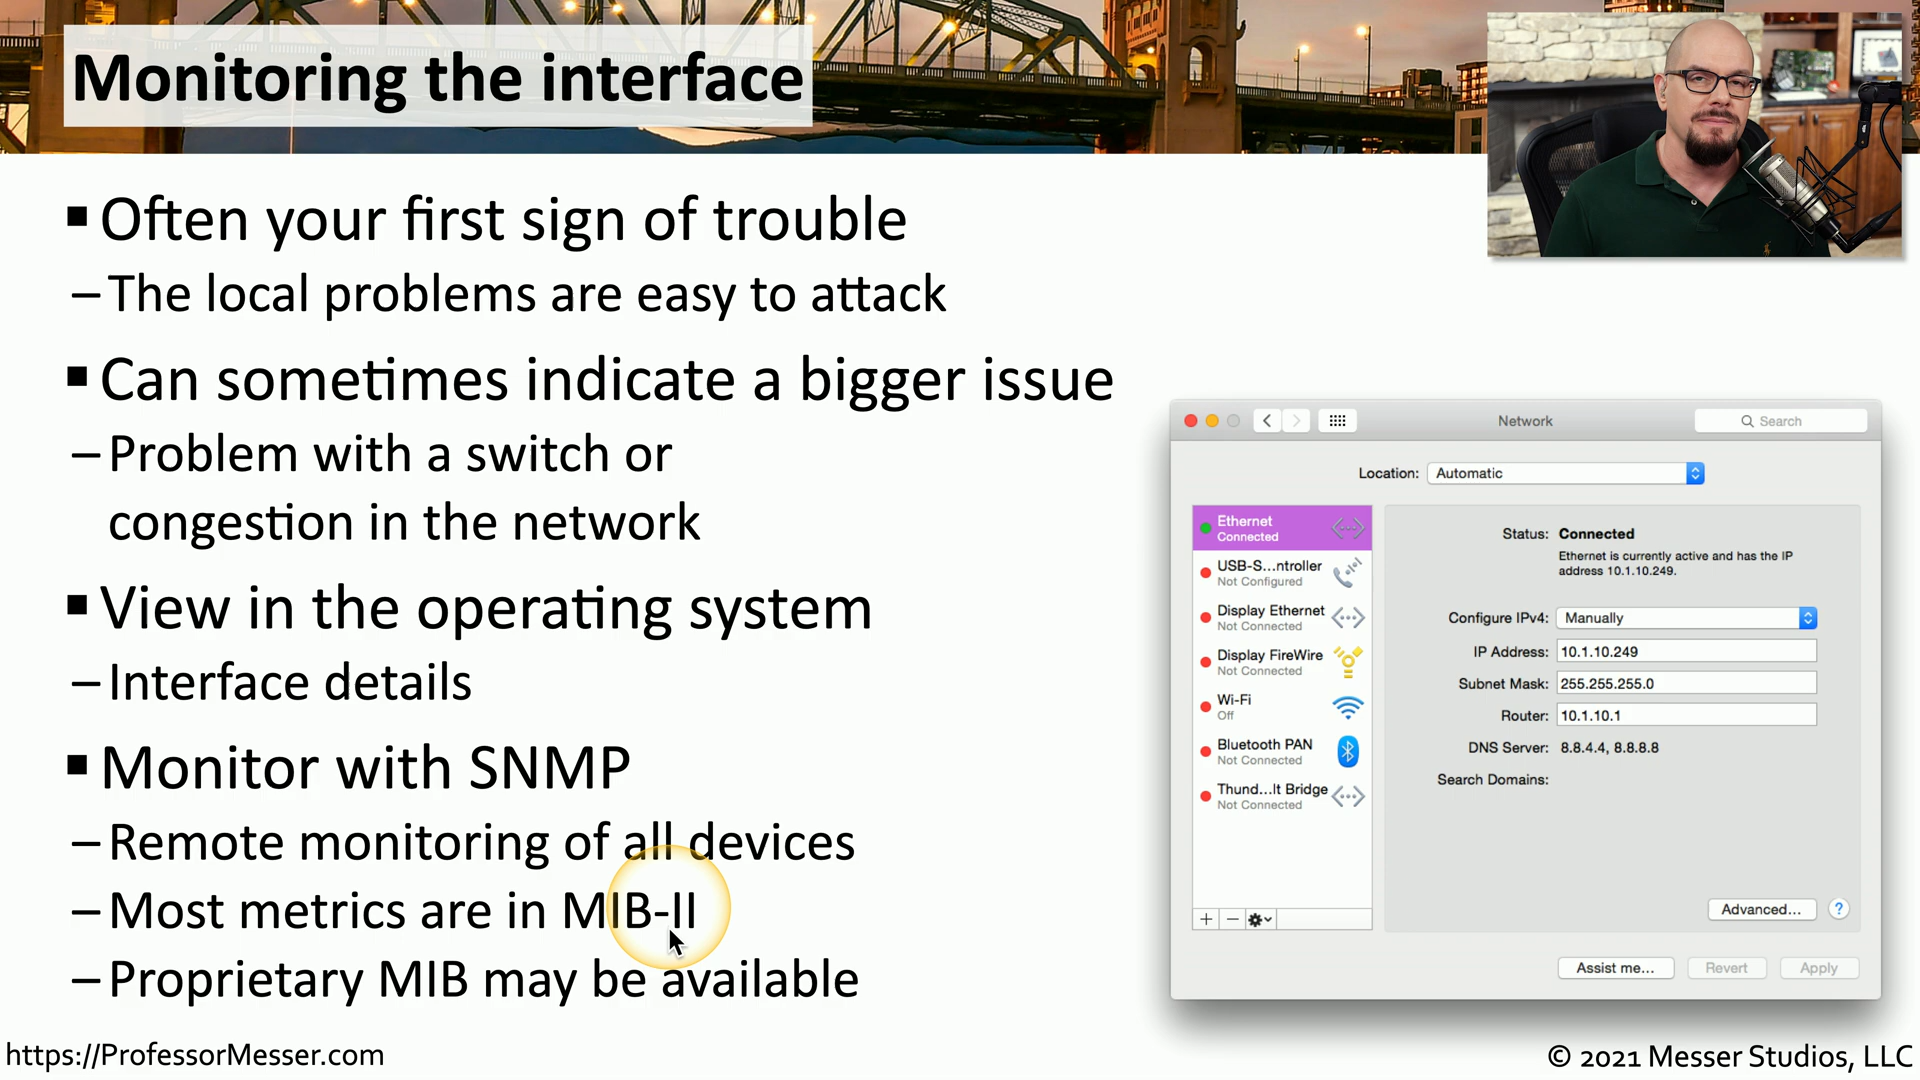 Monitoring the interface
▪ Often your first sign of trouble
– The local problems are easy to attack
▪ Can sometimes indicate a bigger issue
– Problem with a switch or
congestion in the network
▪ View in the operating system
– Interface details
▪ Monitor with SNMP
– Remote monitoring of all devices
– Most metrics are in MIB-II
– Proprietary MIB may be available
Network
Search
Location: Automatic
Ethernet
Connected
USB-S...ntroller
Not Configured
Display Ethernet
Not Connected
Display FireWire
Not Connected
Wi-Fi
Off
Bluetooth PAN
Not Connected
Thund...lt Bridge
Not Connected
Status: Connected
Ethernet is currently active and has the IP
address 10.1.10.249.
Configure IPv4: Manually
IP Address: 10.1.10.249
Subnet Mask: 255.255.255.0
Router: 10.1.10.1
DNS Server: 8.8.4.4, 8.8.8.8
Search Domains:
Advanced... ?
Assist me... Revert Apply
https://ProfessorMesser.com
© 2021 Messer Studios, LLC